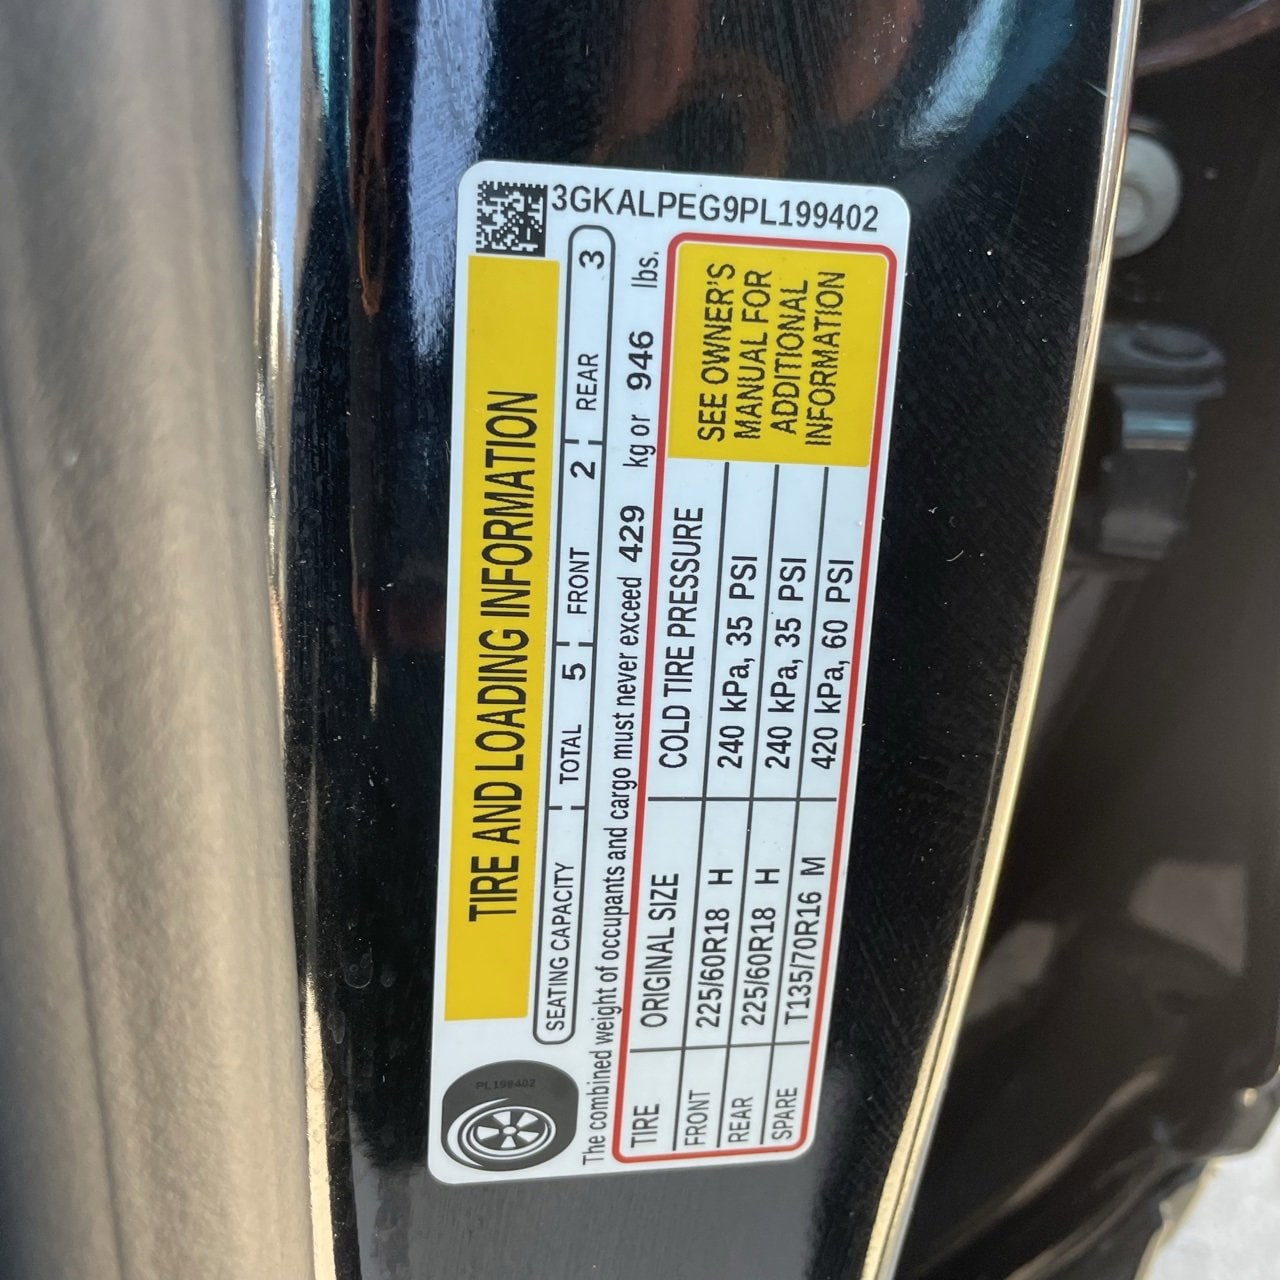 3GKALPEG9PL199402
TIRE AND LOADING INFORMATION
SEATING CAPACITY TOTAL 5 FRONT 2 REAR 3
The combined weight of occupants and cargo must never exceed 429 kg or 946 lbs.
TIRE ORIGINAL SIZE COLD TIRE PRESSURE
FRONT 225/60R18 H 240 kPa, 35 PSI
REAR 225/60R18 H 240 kPa, 35 PSI
SPARE T135/70R16 M 420 kPa, 60 PSI
SEE OWNER'S
MANUAL FOR
ADDITIONAL
INFORMATION
PL199402